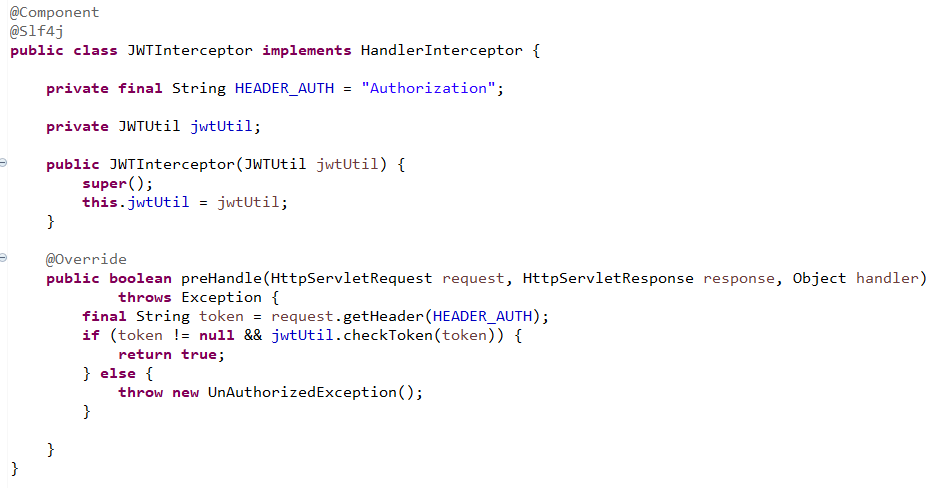 @Component
@Slf4j
public class JWTInterceptor implements HandlerInterceptor {
private final String HEADER_AUTH = "Authorization";
private JWTUtil jwtUtil;
public JWTInterceptor(JWTUtil jwtUtil) {
super();
this.jwtUtil = jwtUtil;
}
@Override
public boolean preHandle(HttpServletRequest request, HttpServletResponse response, Object handler)
throws Exception {
final String token = request.getHeader(HEADER_AUTH);
if (token != null && jwtUtil.checkToken(token)) {
return true;
} else {
throw new UnAuthorizedException();
}
}
}